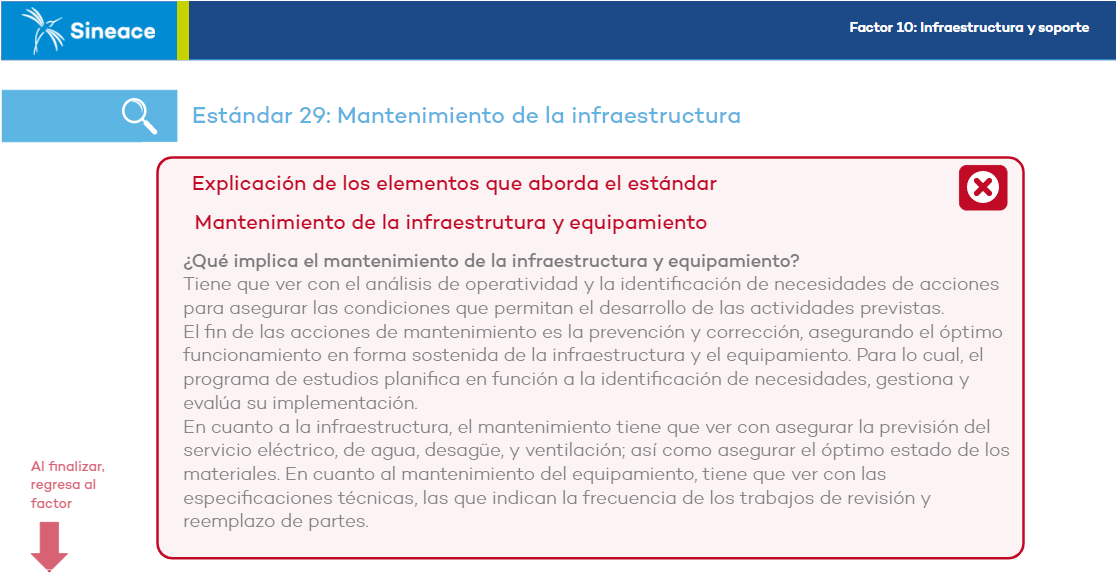 Sineace
Factor 10: Infraestructura y soporte
Estándar 29: Mantenimiento de la infraestructura
Explicación de los elementos que aborda el estándar
Mantenimiento de la infraestrutura y equipamiento
¿Qué implica el mantenimiento de la infraestructura y equipamiento?
Tiene que ver con el análisis de operatividad y la identificación de necesidades de acciones
para asegurar las condiciones que permitan el desarrollo de las actividades previstas.
El fin de las acciones de mantenimiento es la prevención y corrección, asegurando el óptimo
funcionamiento en forma sostenida de la infraestructura y el equipamiento. Para lo cual, el
programa de estudios planifica en función a la identificación de necesidades, gestiona y
evalúa su implementación.
En cuanto a la infraestructura, el mantenimiento tiene que ver con asegurar la previsión del
servicio eléctrico, de agua, desagüe, y ventilación; así como asegurar el óptimo estado de los
materiales. En cuanto al mantenimiento del equipamiento, tiene que ver con las
especificaciones técnicas, las que indican la frecuencia de los trabajos de revisión y
reemplazo de partes.
Al finalizar,
regresa al
factor